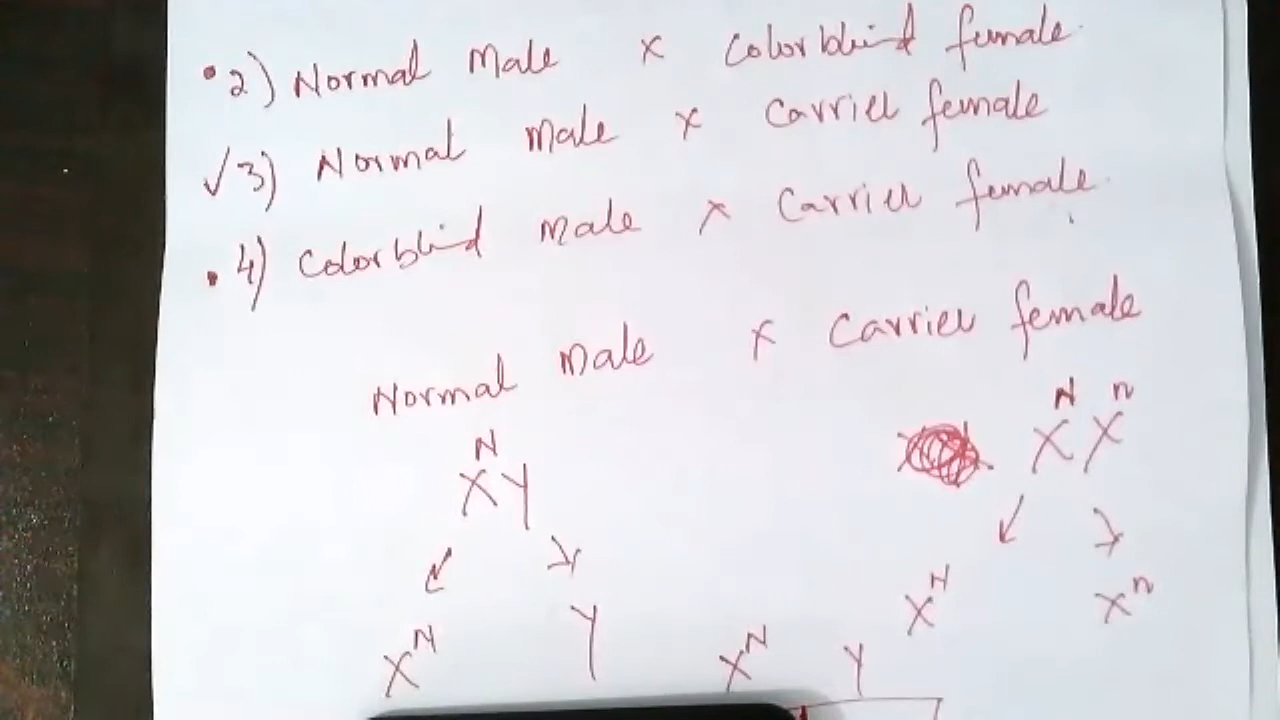 •2) Normal Male x Colorblind female
√3) Normal Male x Carrier female
•4) Colorblind Male x Carrier female
Normal Male x Carrier female
X^N Y X^N X^n
X^N Y X^N X^n
X^N Y